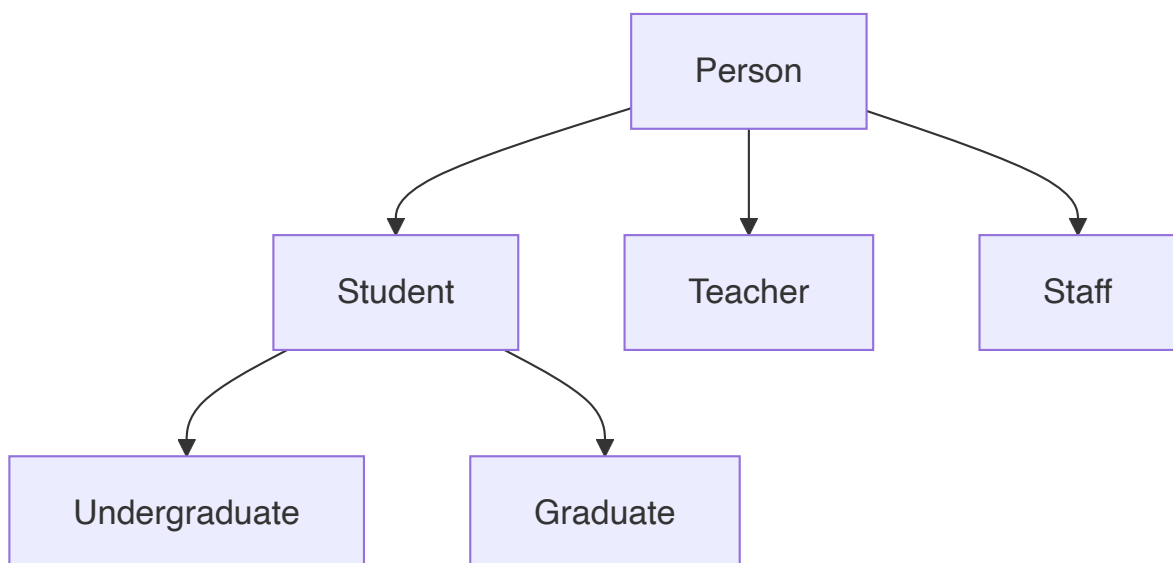 Person
Student
Teacher
Staff
Undergraduate
Graduate